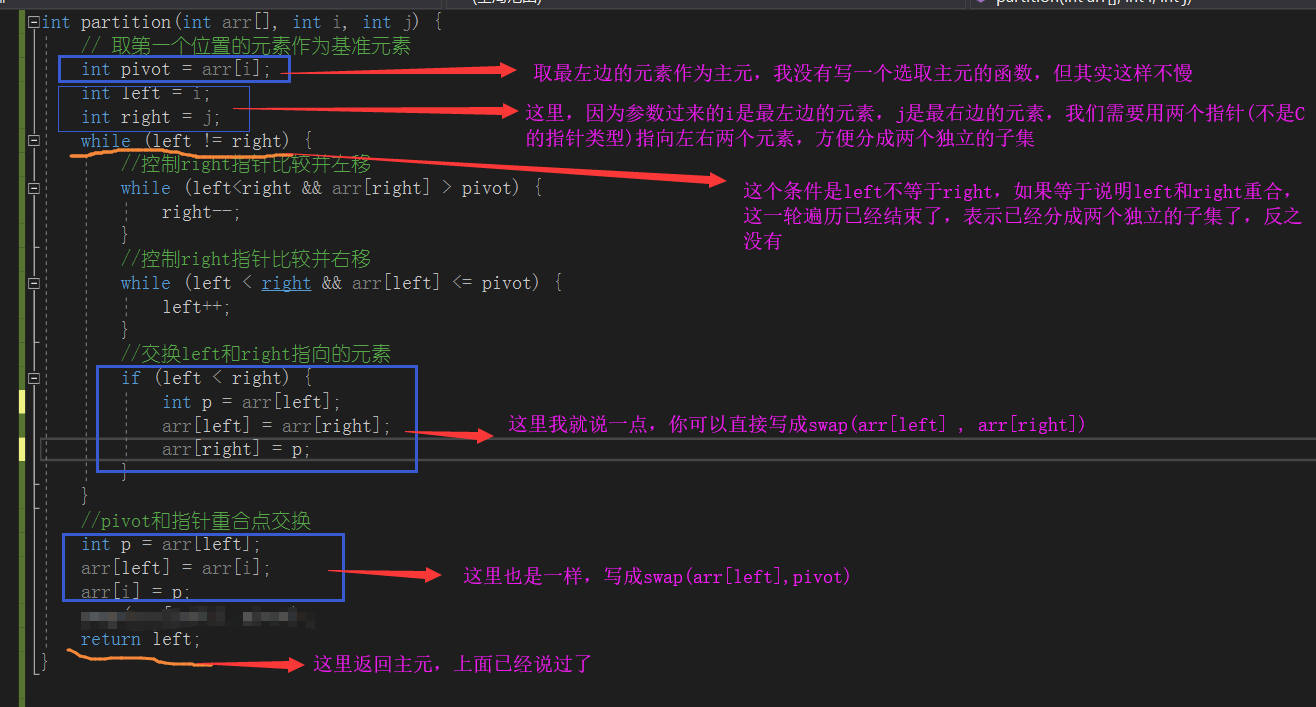 partition(int arr[], int i, int j)
int partition(int arr[], int i, int j) {
// 取第一个位置的元素作为基准元素
int pivot = arr[i];
取最左边的元素作为主元，我没有写一个选取主元的函数，但其实这样不慢
int left = i;
int right = j;
这里，因为参数过来的i是最左边的元素，j是最右边的元素，我们需要用两个指针(不是C
的指针类型)指向左右两个元素，方便分成两个独立的子集
while (left != right) {
//控制right指针比较并左移
while (left<right && arr[right] > pivot) {
right--;
}
这个条件是left不等于right，如果等于说明left和right重合，
这一轮遍历已经结束了，表示已经分成两个独立的子集了，反之
没有
//控制right指针比较并右移
while (left < right && arr[left] <= pivot) {
left++;
}
//交换left和right指向的元素
if (left < right) {
int p = arr[left];
arr[left] = arr[right];
arr[right] = p;
这里我就说一点，你可以直接写成swap(arr[left] , arr[right])
}
}
//pivot和指针重合点交换
int p = arr[left];
arr[left] = arr[i];
arr[i] = p;
这里也是一样，写成swap(arr[left],pivot)
return left;
}
这里返回主元，上面已经说过了